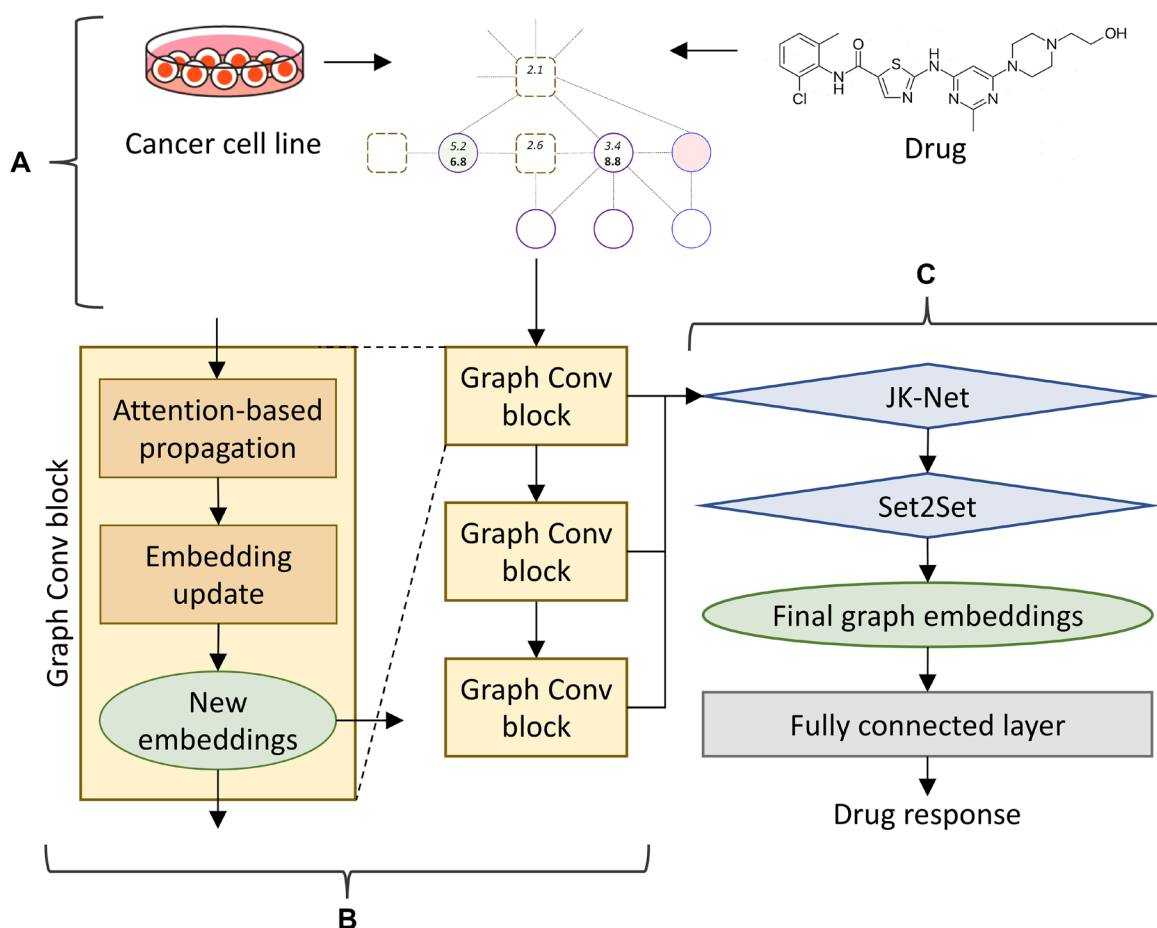 A
Cancer cell line
2.1
5.2
6.8
2.6
3.4
8.8
CH3
Cl
O
N
H
S
N
H
N
N
N
N
N
OH
Drug
Graph Conv block
Attention-based
propagation
Embedding
update
New
embeddings
Graph Conv
block
Graph Conv
block
Graph Conv
block
B
C
JK-Net
Set2Set
Final graph embeddings
Fully connected layer
Drug response